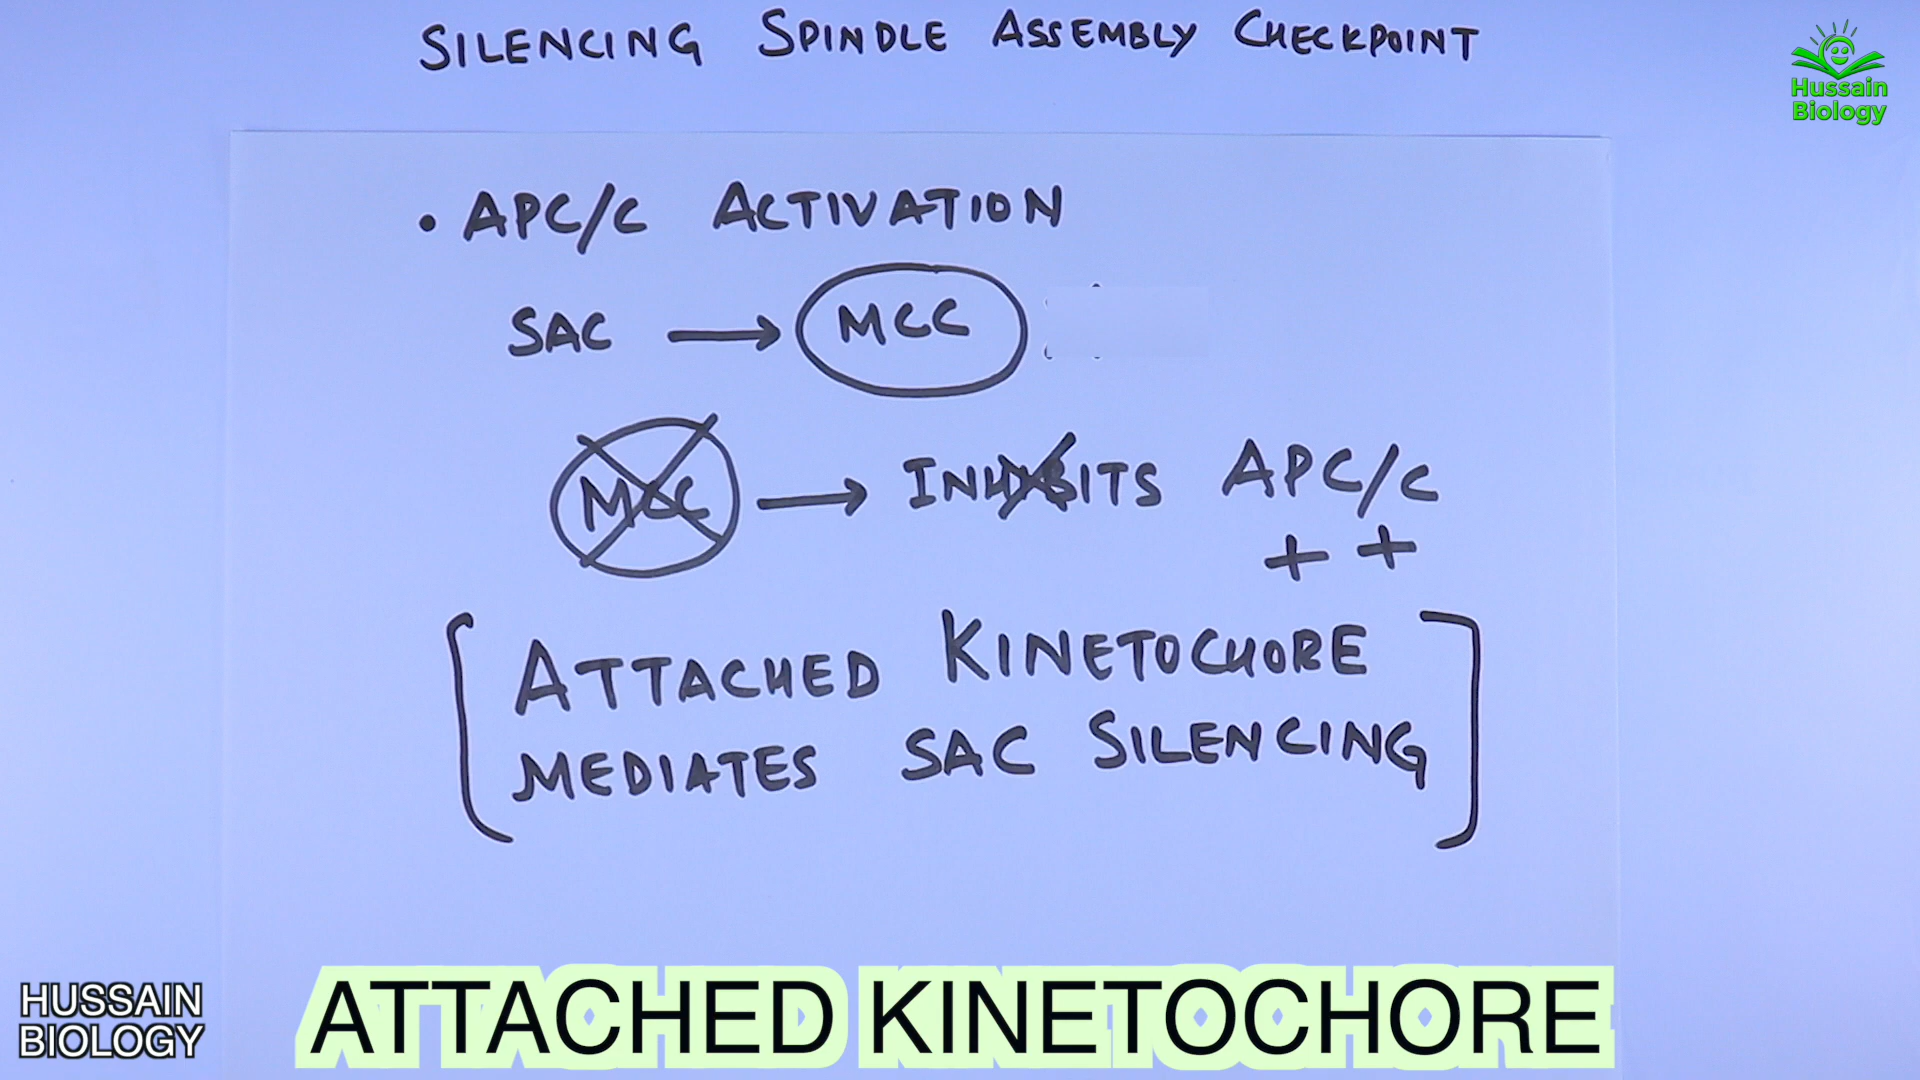 SILENCING SPINDLE ASSEMBLY CHECKPOINT
Hussain
Biology
• APC/C ACTIVATION
SAC → MCC
MCC → INHIBITS APC/C
+ +
[ATTACHED KINETOCHORE
MEDIATES SAC SILENCING]
HUSSAIN
BIOLOGY
ATTACHED KINETOCHORE